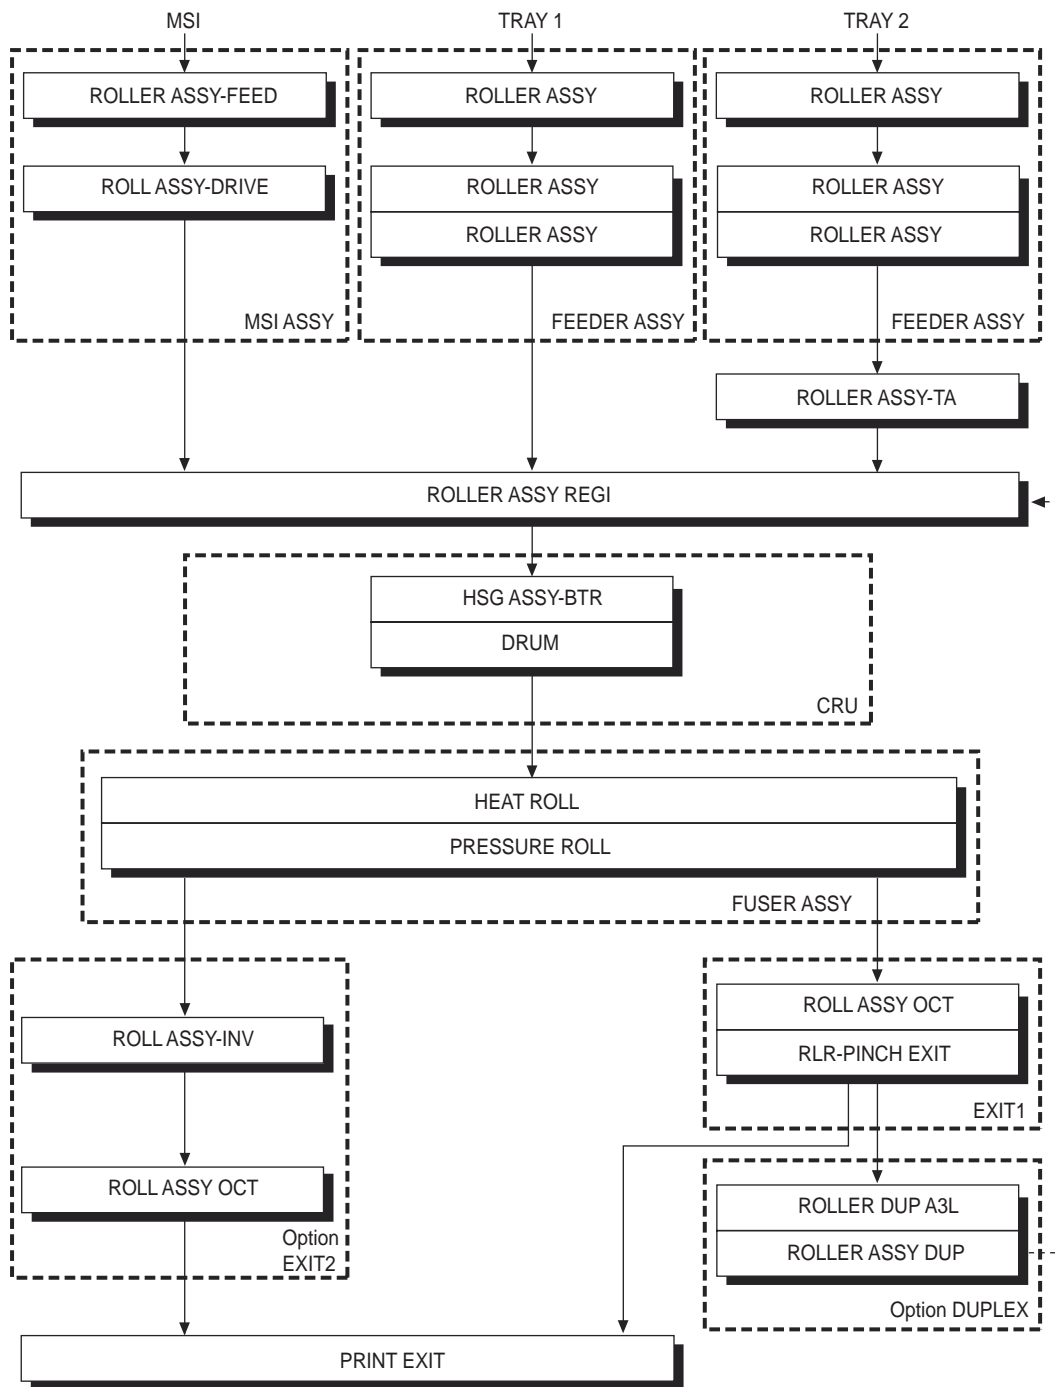 MSI
TRAY 1
TRAY 2
ROLLER ASSY-FEED
ROLLER ASSY
ROLLER ASSY
ROLL ASSY-DRIVE
ROLLER ASSY
ROLLER ASSY
ROLLER ASSY
ROLLER ASSY
MSI ASSY
FEEDER ASSY
FEEDER ASSY
ROLLER ASSY-TA
ROLLER ASSY REGI
HSG ASSY-BTR
DRUM
CRU
HEAT ROLL
PRESSURE ROLL
FUSER ASSY
ROLL ASSY-INV
ROLL ASSY OCT
Option
EXIT2
ROLL ASSY OCT
RLR-PINCH EXIT
EXIT1
ROLLER DUP A3L
ROLLER ASSY DUP
Option DUPLEX
PRINT EXIT